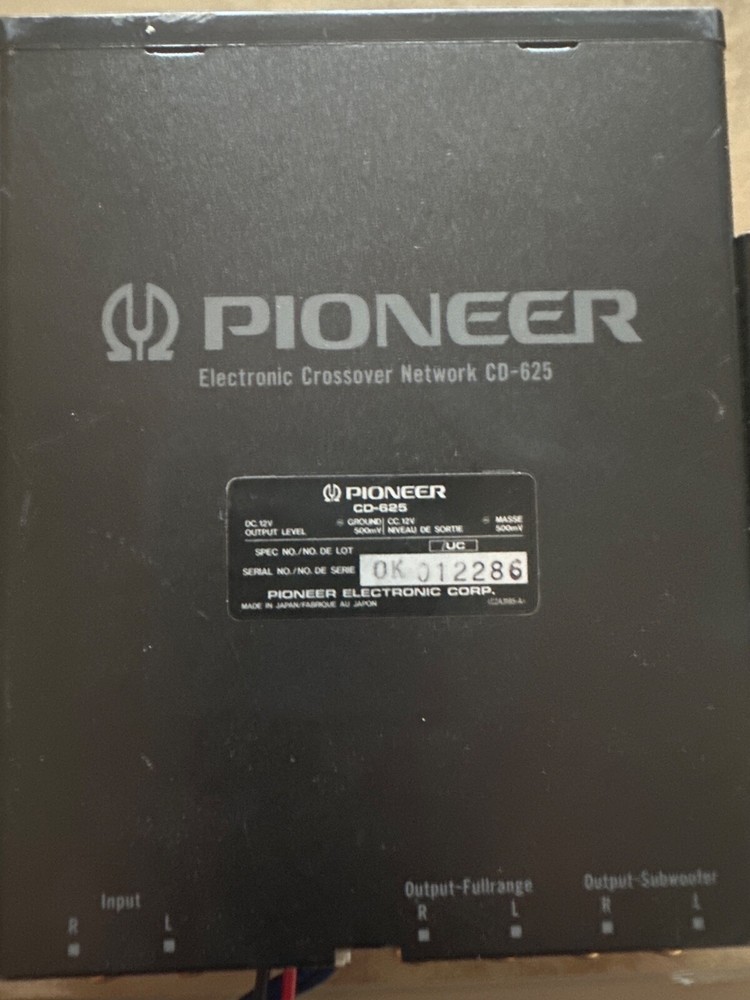 PIONEER
Electronic Crossover Network CD-625
PIONEER
CD-625
DC 12V ⊖ GROUND CC 12V ⊖ MASSE
OUTPUT LEVEL 500mV NIVEAU DE SORTIE 500mV
SPEC NO./NO. DE LOT /UC
SERIAL NO./NO. DE SERIE OK 012286
PIONEER ELECTRONIC CORP.
MADE IN JAPAN/FABRIQUE AU JAPON
Input Output-Fullrange Output-Subwoofer
R L R L R L